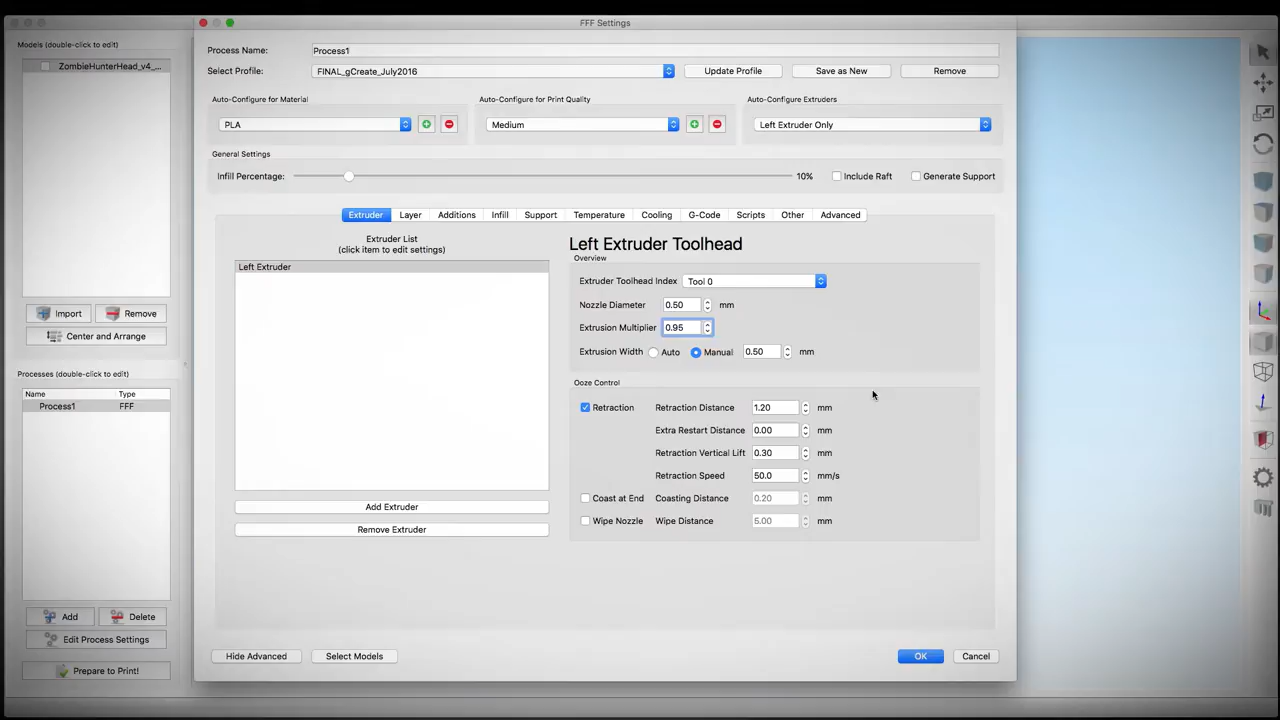 FFF Settings
Models (double-click to edit)
ZombieHunterHead_v4_...
Import
Remove
Center and Arrange
Processes (double-click to edit)
Name Type
Process1 FFF
Add
Delete
Edit Process Settings
Prepare to Print!
Process Name: Process1
Select Profile: FINAL_gCreate_July2016 Update Profile Save as New Remove
Auto-Configure for Material Auto-Configure for Print Quality Auto-Configure Extruders
PLA Medium Left Extruder Only
General Settings
Infill Percentage: 10% Include Raft Generate Support
Extruder Layer Additions Infill Support Temperature Cooling G-Code Scripts Other Advanced
Extruder List
(click item to edit settings)
Left Extruder
Add Extruder
Remove Extruder
Left Extruder Toolhead
Overview
Extruder Toolhead Index Tool 0
Nozzle Diameter 0.50 mm
Extrusion Multiplier 0.95
Extrusion Width Auto Manual 0.50 mm
Ooze Control
Retraction Retraction Distance 1.20 mm
Extra Restart Distance 0.00 mm
Retraction Vertical Lift 0.30 mm
Retraction Speed 50.0 mm/s
Coast at End Coasting Distance 0.20 mm
Wipe Nozzle Wipe Distance 5.00 mm
Hide Advanced Select Models OK Cancel